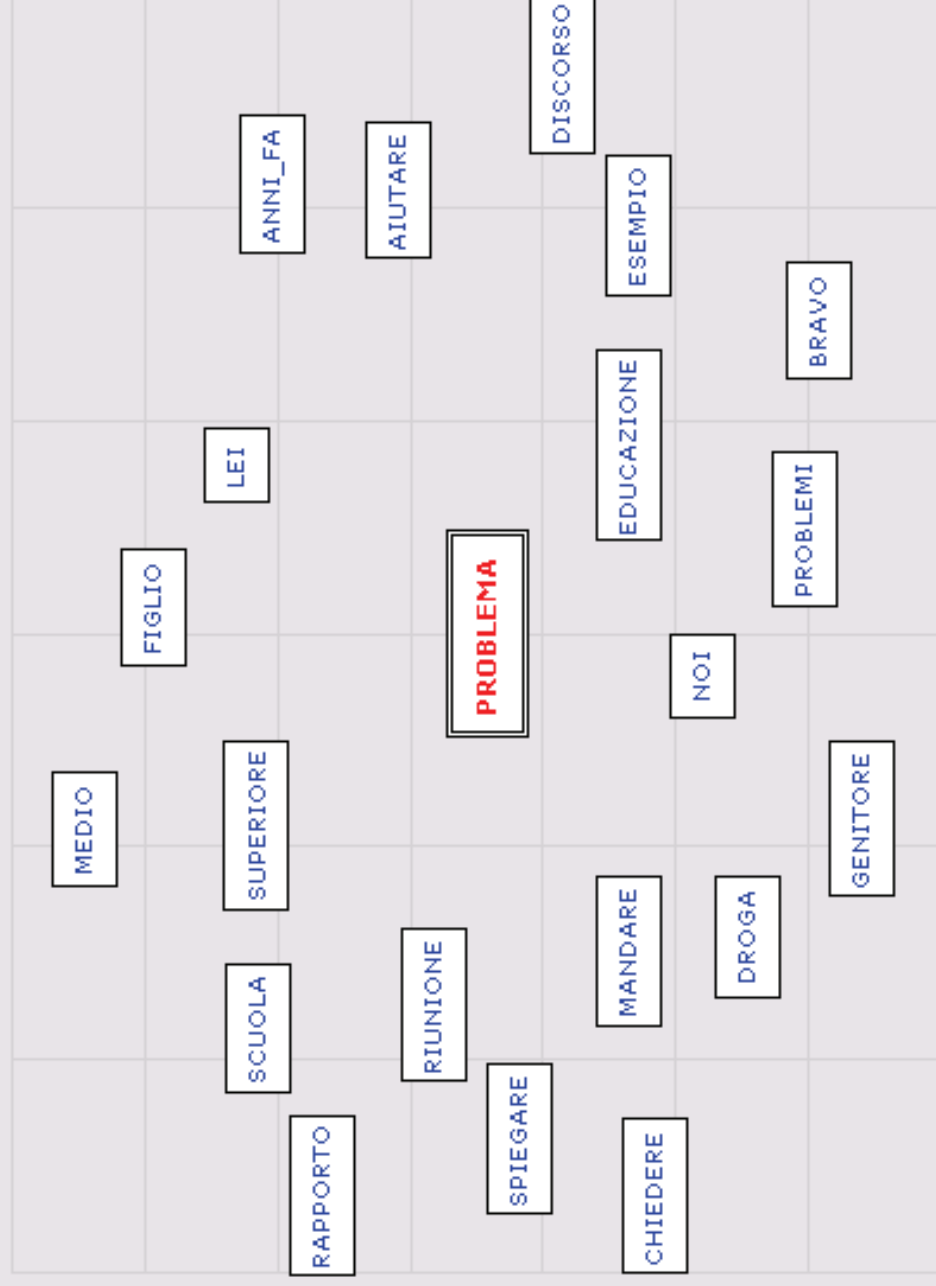 MEDIO
FIGLIO
LEI
SUPERIORE
SCUOLA
ANNI_FA
RAPPORTO
AIUTARE
RIUNIONE
PROBLEMA
SPIEGARE
DISCORSO
MANDARE
EDUCAZIONE
ESEMPIO
CHIEDERE
NOI
DROGA
PROBLEMI
BRAVO
GENITORE